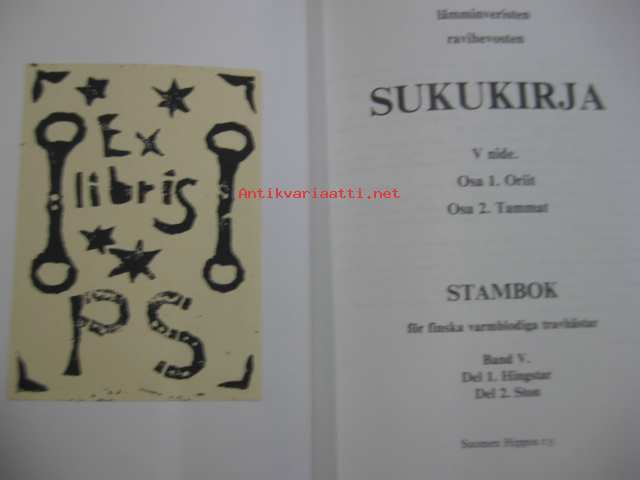 Ex
libris
PS
Antikvariaatti.net
lämminveristen
ravihevosten
SUKUKIRJA
V nide.
Osa 1. Oriit
Osa 2. Tammat
STAMBOK
för finska varmblodiga travhästar
Band V.
Del 1. Hingstar
Del 2. Ston
Suomen Hippos r.y.